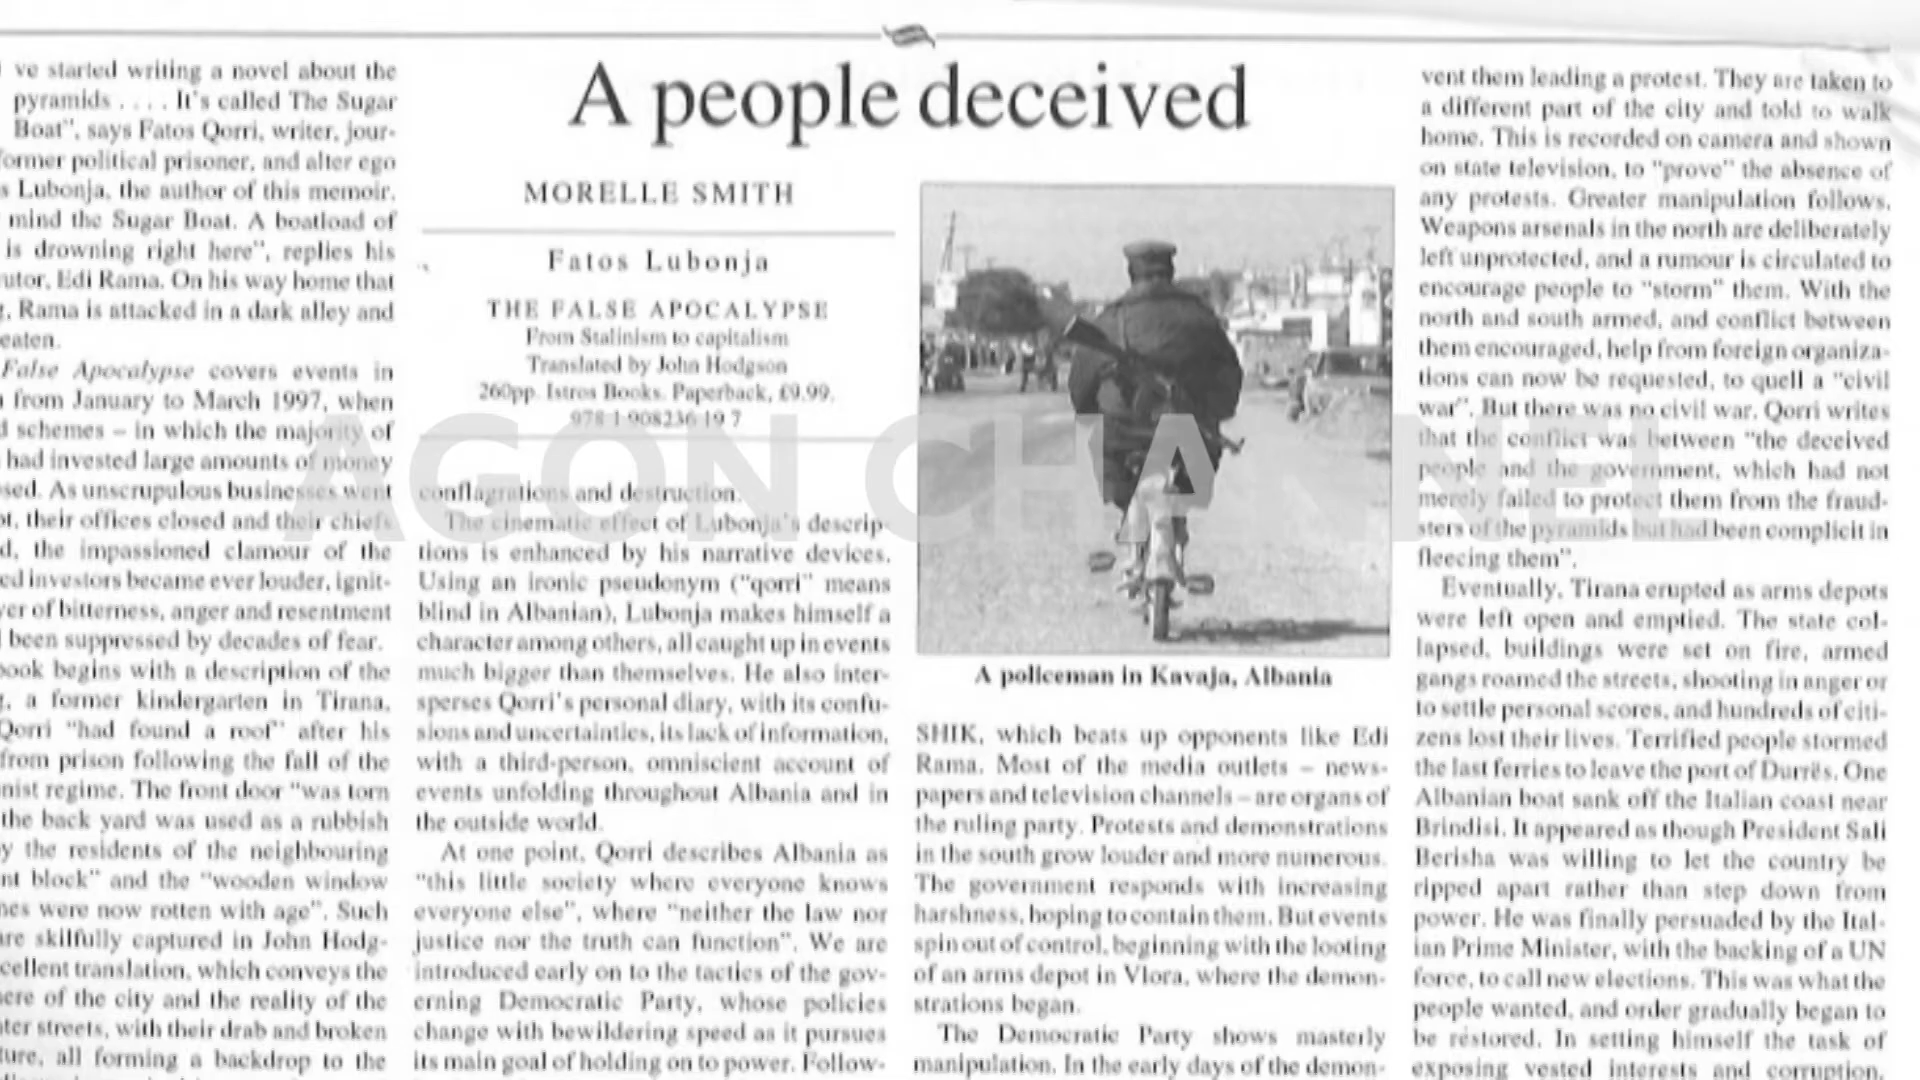 A people deceived
ve started writing a novel about the
pyramids . . . . It's called The Sugar
Boat", says Fatos Qorri, writer, jour-
former political prisoner, and alter ego
s Lubonja, the author of this memoir.
mind the Sugar Boat. A boatload of
is drowning right here", replies his
utor, Edi Rama. On his way home that
g, Rama is attacked in a dark alley and
eaten.
False Apocalypse covers events in
from January to March 1997, when
d schemes – in which the majority of
had invested large amounts of money
sed. As unscrupulous businesses went
pt, their offices closed and their chiefs
d, the impassioned clamour of the
ed investors became ever louder, ignit-
ver of bitterness, anger and resentment
been suppressed by decades of fear.
book begins with a description of the
g, a former kindergarten in Tirana,
Qorri "had found a roof" after his
from prison following the fall of the
nist regime. The front door "was torn
the back yard was used as a rubbish
y the residents of the neighbouring
nt block" and the "wooden window
nes were now rotten with age". Such
are skilfully captured in John Hodg-
cellent translation, which conveys the
here of the city and the reality of the
ter streets, with their drab and broken
ture, all forming a backdrop to the
MORELLE SMITH
Fatos Lubonja
THE FALSE APOCALYPSE
From Stalinism to capitalism
Translated by John Hodgson
260pp. Istros Books. Paperback, £9.99.
978 1 908236 19 7
conflagrations and destruction.
The cinematic effect of Lubonja's descrip-
tions is enhanced by his narrative devices.
Using an ironic pseudonym ("qorri" means
blind in Albanian), Lubonja makes himself a
character among others, all caught up in events
much bigger than themselves. He also inter-
sperses Qorri's personal diary, with its confu-
sions and uncertainties, its lack of information,
with a third-person, omniscient account of
events unfolding throughout Albania and in
the outside world.
At one point, Qorri describes Albania as
"this little society where everyone knows
everyone else", where "neither the law nor
justice nor the truth can function". We are
introduced early on to the tactics of the gov-
erning Democratic Party, whose policies
change with bewildering speed as it pursues
its main goal of holding on to power. Follow-
A policeman in Kavaja, Albania
SHIK, which beats up opponents like Edi
Rama. Most of the media outlets – news-
papers and television channels – are organs of
the ruling party. Protests and demonstrations
in the south grow louder and more numerous.
The government responds with increasing
harshness, hoping to contain them. But events
spin out of control, beginning with the looting
of an arms depot in Vlora, where the demon-
strations began.
The Democratic Party shows masterly
manipulation. In the early days of the demon-
vent them leading a protest. They are taken to
a different part of the city and told to walk
home. This is recorded on camera and shown
on state television, to "prove" the absence of
any protests. Greater manipulation follows.
Weapons arsenals in the north are deliberately
left unprotected, and a rumour is circulated to
encourage people to "storm" them. With the
north and south armed, and conflict between
them encouraged, help from foreign organiza-
tions can now be requested, to quell a "civil
war". But there was no civil war. Qorri writes
that the conflict was between "the deceived
people and the government, which had not
merely failed to protect them from the fraud-
sters of the pyramids but had been complicit in
fleecing them".
Eventually, Tirana erupted as arms depots
were left open and emptied. The state col-
lapsed, buildings were set on fire, armed
gangs roamed the streets, shooting in anger or
to settle personal scores, and hundreds of citi-
zens lost their lives. Terrified people stormed
the last ferries to leave the port of Durrës. One
Albanian boat sank off the Italian coast near
Brindisi. It appeared as though President Sali
Berisha was willing to let the country be
ripped apart rather than step down from
power. He was finally persuaded by the Ital-
ian Prime Minister, with the backing of a UN
force, to call new elections. This was what the
people wanted, and order gradually began to
be restored. In setting himself the task of
exposing vested interests and corruption,
AGON CHANNEL